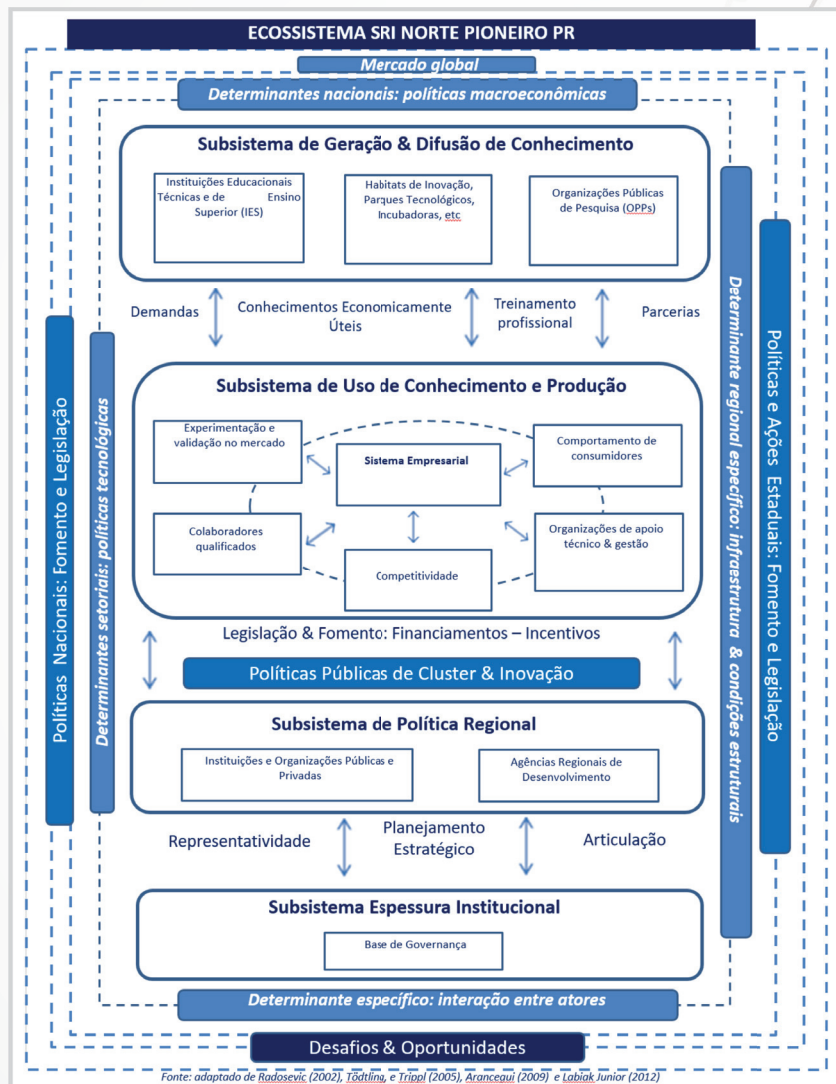 ECOSSISTEMA SRI NORTE PIONEIRO PR
Mercado global
Determinantes nacionais: políticas macroeconômicas
Subsistema de Geração & Difusão de Conhecimento
Instituições Educacionais
Técnicas e de Ensino
Superior (IES)
Habitats de Inovação,
Parques Tecnológicos,
Incubadoras, etc
Organizações Públicas
de Pesquisa (OPPs)
Demandas
Conhecimentos Economicamente
Úteis
Treinamento
profissional
Parcerias
Subsistema de Uso de Conhecimento e Produção
Experimentação e
validação no mercado
Sistema Empresarial
Comportamento de
consumidores
Colaboradores
qualificados
Competitividade
Organizações de apoio
técnico & gestão
Legislação & Fomento: Financiamentos – Incentivos
Políticas Públicas de Cluster & Inovação
Subsistema de Política Regional
Instituições e Organizações Públicas e
Privadas
Agências Regionais de
Desenvolvimento
Representatividade
Planejamento
Estratégico
Articulação
Subsistema Espessura Institucional
Base de Governança
Determinante específico: interação entre atores
Desafios & Oportunidades
Políticas Nacionais: Fomento e Legislação
Determinantes setoriais: políticas tecnológicas
Determinante regional específico: infraestrutura & condições estruturais
Políticas e Ações Estaduais: Fomento e Legislação
Fonte: adaptado de Radosevic (2002), Tödtling, e Trippl (2005), Arancegui (2009) e Labiak Junior (2012)